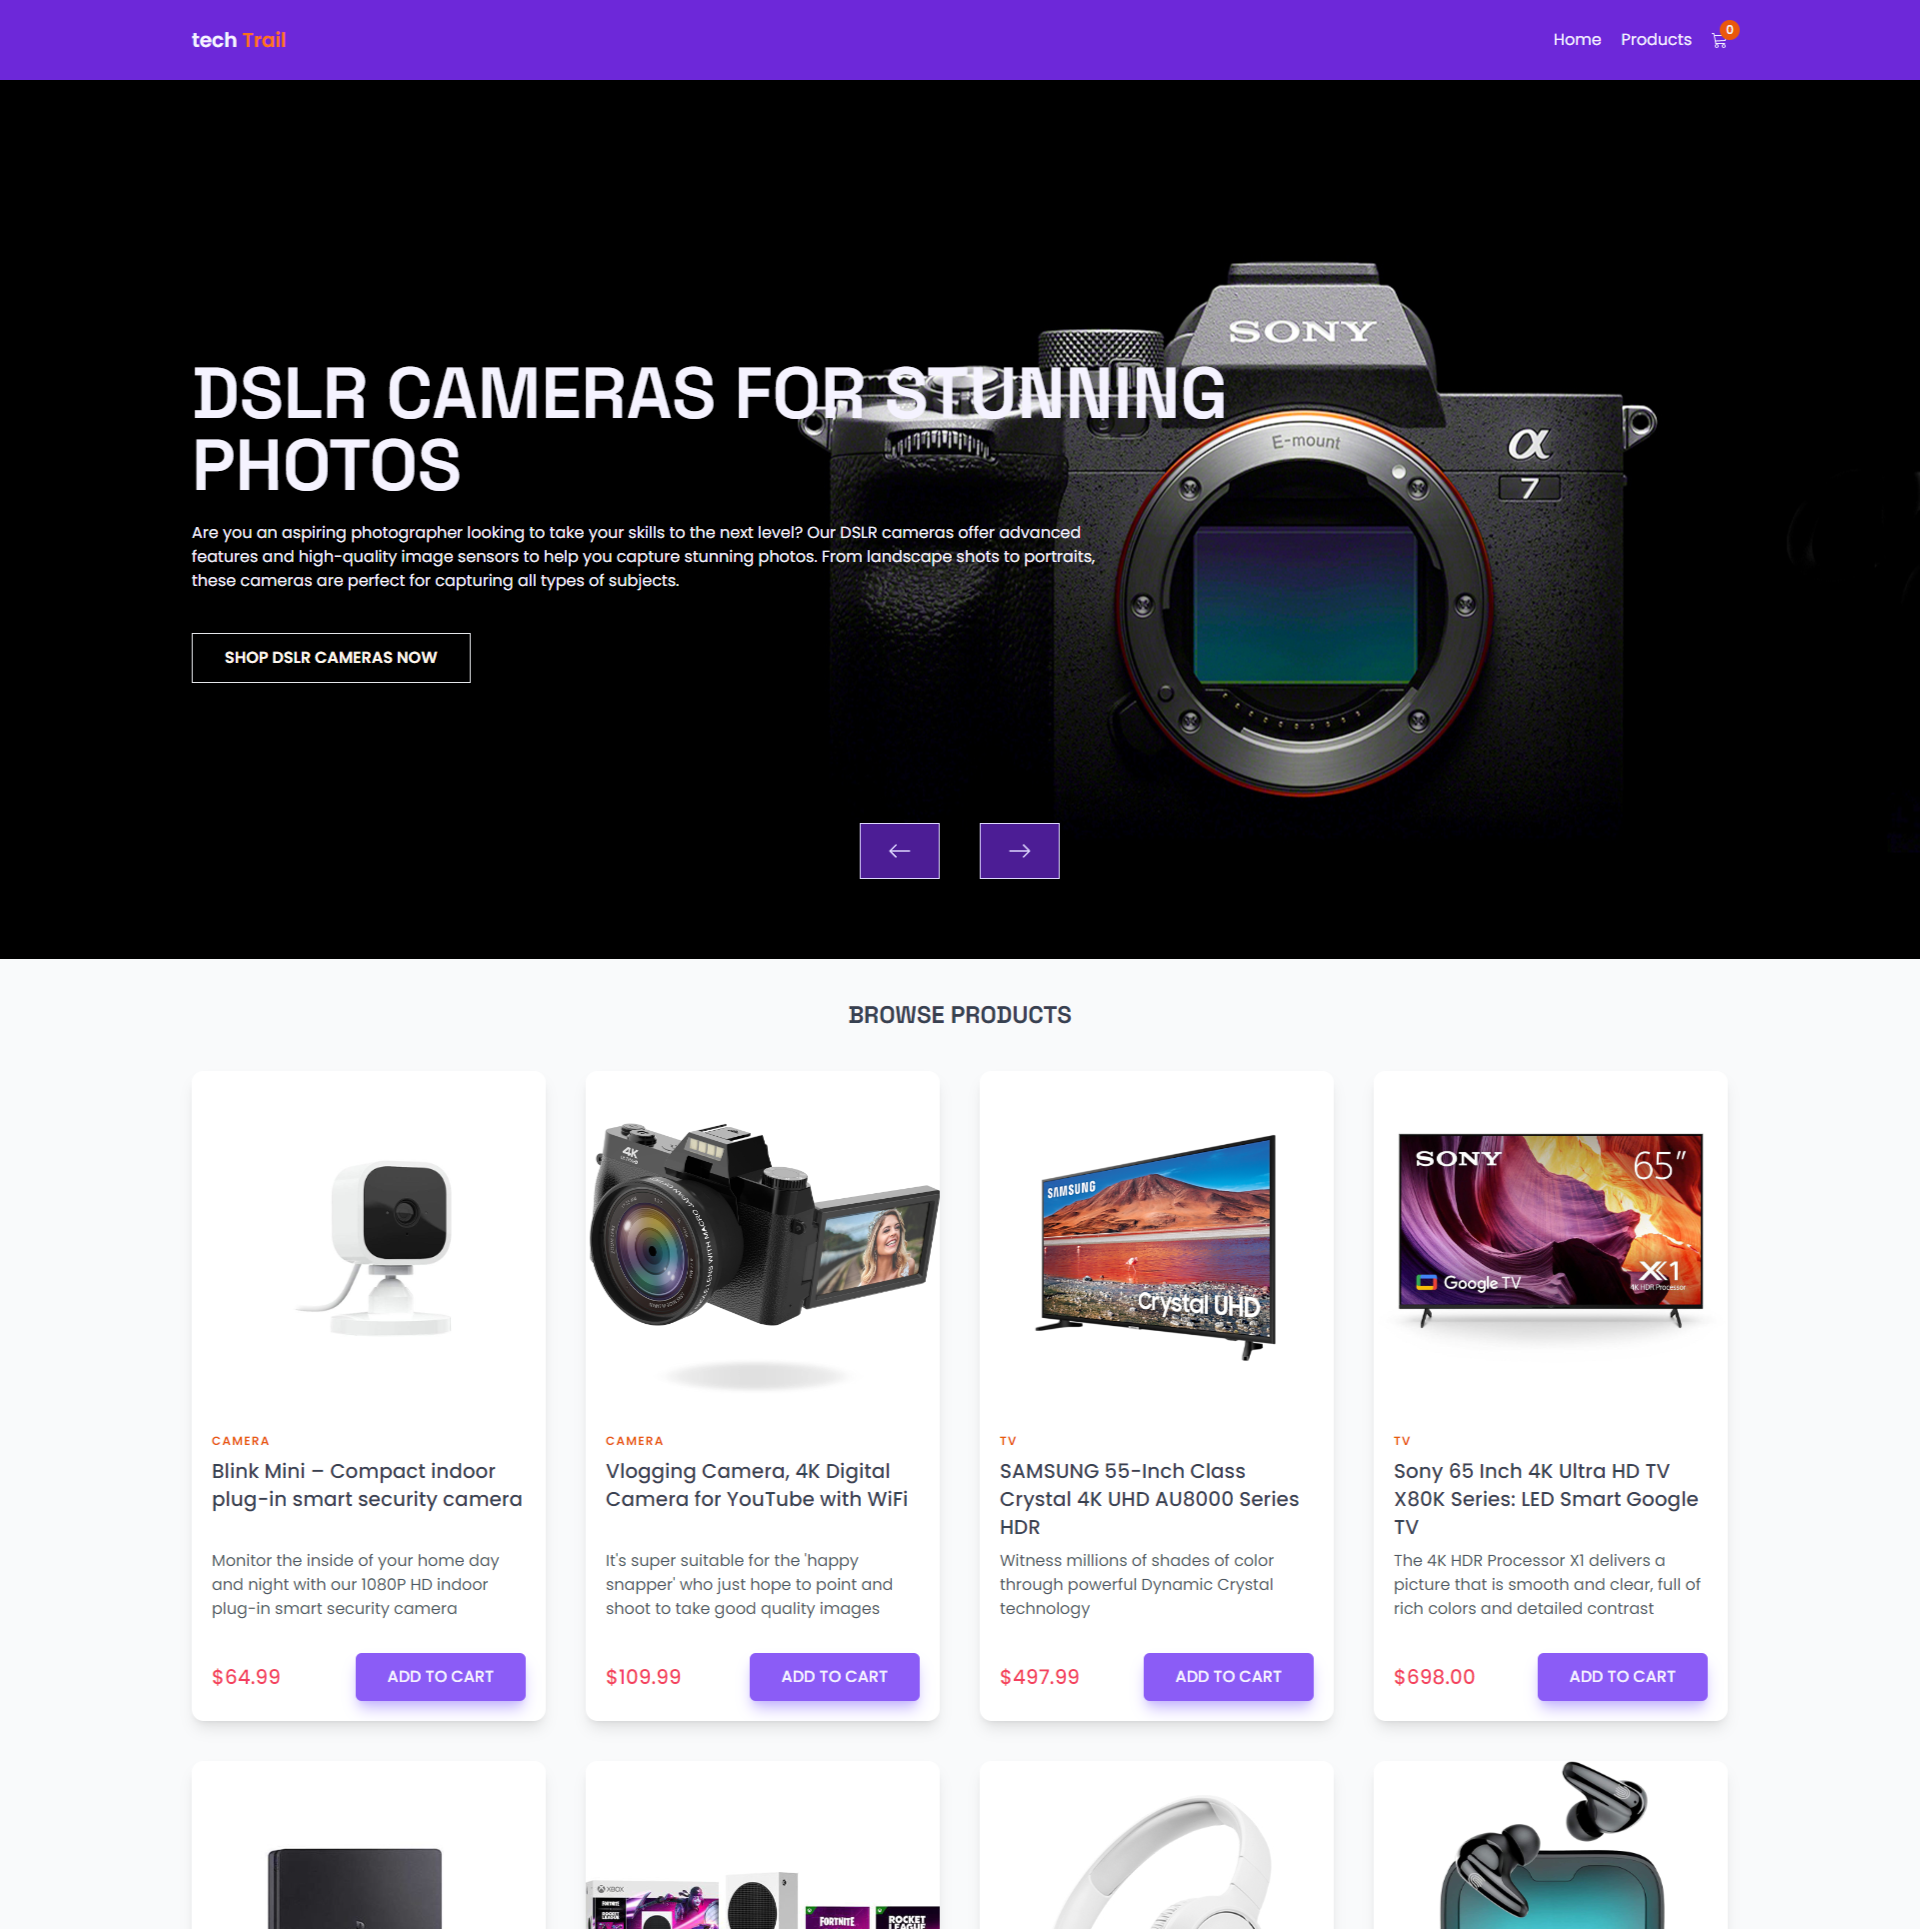 tech Trail
Home
Products
0
SONY
E-mount
α
7
DSLR CAMERAS FOR STUNNING
PHOTOS
Are you an aspiring photographer looking to take your skills to the next level? Our DSLR cameras offer advanced
features and high-quality image sensors to help you capture stunning photos. From landscape shots to portraits,
these cameras are perfect for capturing all types of subjects.
SHOP DSLR CAMERAS NOW
BROWSE PRODUCTS
4K
SAMSUNG
Crystal UHD
SONY
65"
Google TV
X1
4K HDR Processor
CAMERA
Blink Mini – Compact indoor
plug-in smart security camera
Monitor the inside of your home day
and night with our 1080P HD indoor
plug-in smart security camera
$64.99
ADD TO CART
CAMERA
Vlogging Camera, 4K Digital
Camera for YouTube with WiFi
It's super suitable for the 'happy
snapper' who just hope to point and
shoot to take good quality images
$109.99
ADD TO CART
TV
SAMSUNG 55-Inch Class
Crystal 4K UHD AU8000 Series
HDR
Witness millions of shades of color
through powerful Dynamic Crystal
technology
$497.99
ADD TO CART
TV
Sony 65 Inch 4K Ultra HD TV
X80K Series: LED Smart Google
TV
The 4K HDR Processor X1 delivers a
picture that is smooth and clear, full of
rich colors and detailed contrast
$698.00
ADD TO CART
XBOX
FORTNITE
ROCKET
LEAGUE
FORTNITE
ROCKET
LEAGUE